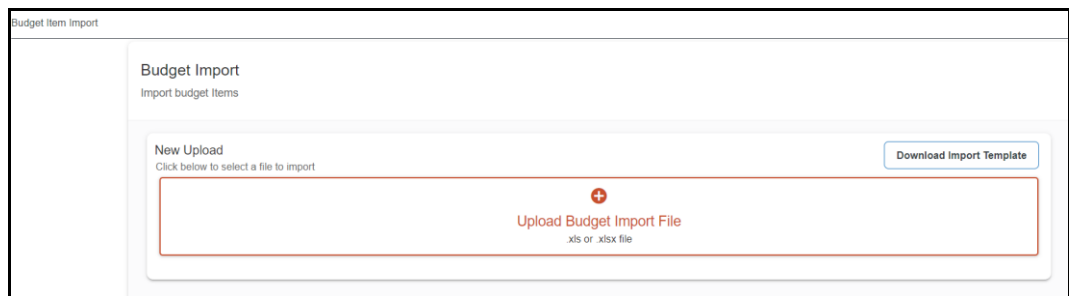 Budget Item Import
Budget Import
Import budget Items
New Upload
Click below to select a file to import
Download Import Template
Upload Budget Import File
.xls or .xlsx file